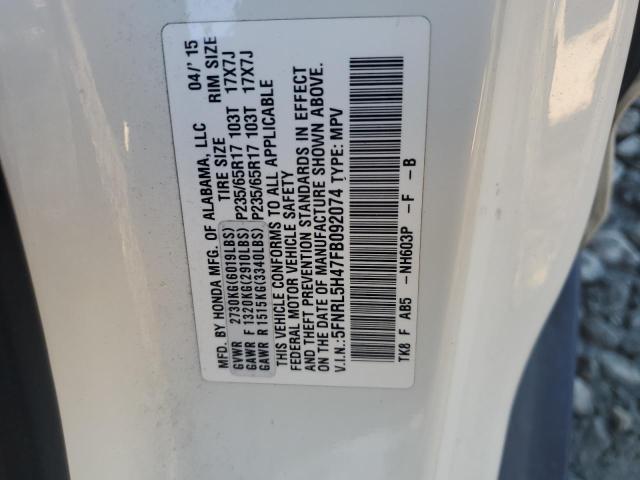 MFD. BY HONDA MFG. OF ALABAMA, LLC 04/'15
TIRE SIZE RIM SIZE
GVWR 2730KG(6019LBS)
GAWR F 1320KG(2910LBS) P235/65R17 103T 17X7J
GAWR R 1515KG(3340LBS) P235/65R17 103T 17X7J
THIS VEHICLE CONFORMS TO ALL APPLICABLE
FEDERAL MOTOR VEHICLE SAFETY
AND THEFT PREVENTION STANDARDS IN EFFECT
ON THE DATE OF MANUFACTURE SHOWN ABOVE.
V.I.N.:5FNRL5H47FB092074 TYPE: MPV
TK8 F AB5 -NH603P -F -B